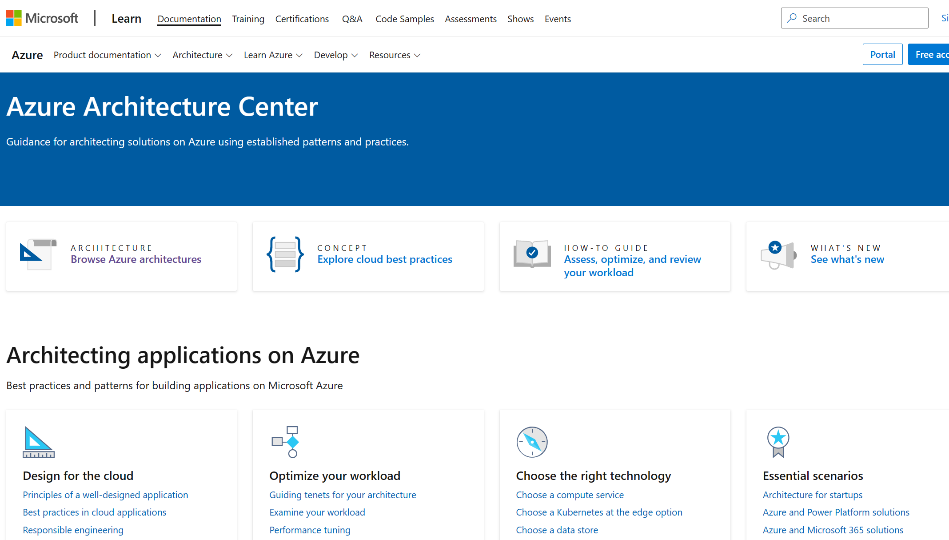 Microsoft Learn Documentation Training Certifications Q&A Code Samples Assessments Shows Events Search
Azure Product documentation Architecture Learn Azure Develop Resources Portal Free
Azure Architecture Center
Guidance for architecting solutions on Azure using established patterns and practices.
ARCHITECTURE
Browse Azure architectures
CONCEPT
Explore cloud best practices
HOW-TO GUIDE
Assess, optimize, and review
your workload
WHAT'S NEW
See what's new
Architecting applications on Azure
Best practices and patterns for building applications on Microsoft Azure
Design for the cloud
Principles of a well-designed application
Best practices in cloud applications
Responsible engineering
Optimize your workload
Guiding tenets for your architecture
Examine your workload
Performance tuning
Choose the right technology
Choose a compute service
Choose a Kubernetes at the edge option
Choose a data store
Essential scenarios
Architecture for startups
Azure and Power Platform solutions
Azure and Microsoft 365 solutions